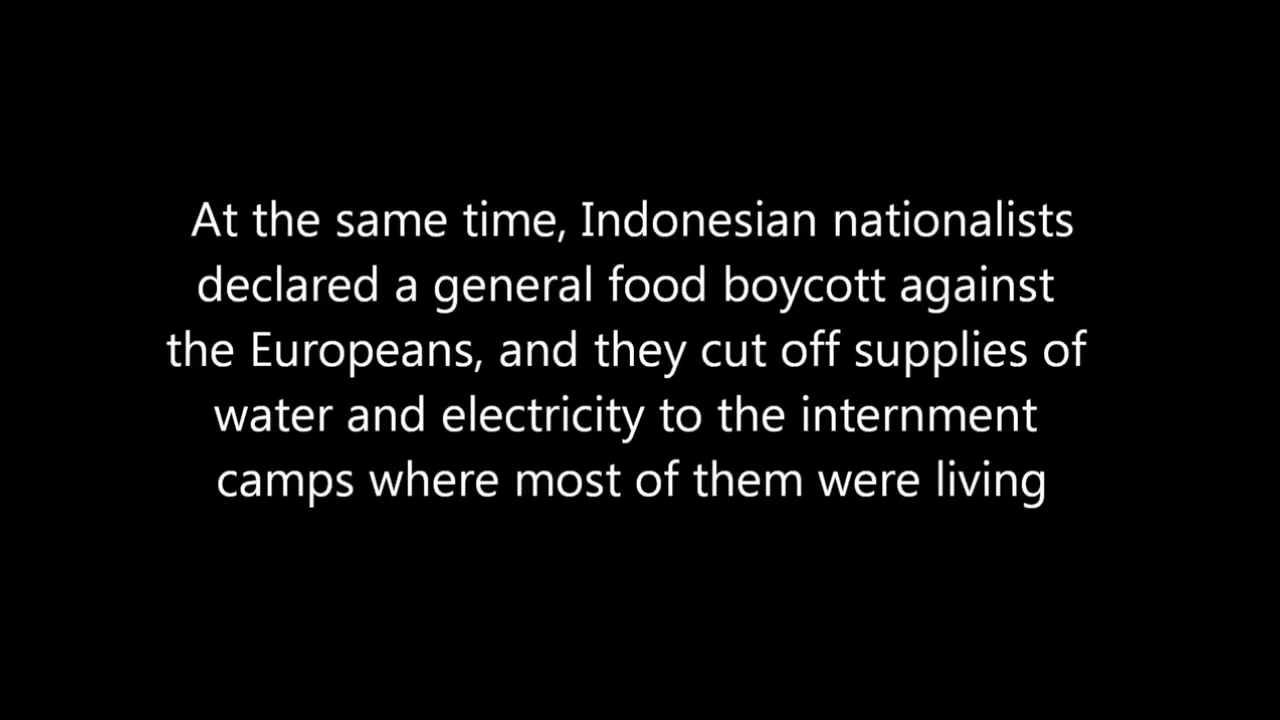 At the same time, Indonesian nationalists
declared a general food boycott against
the Europeans, and they cut off supplies of
water and electricity to the internment
camps where most of them were living